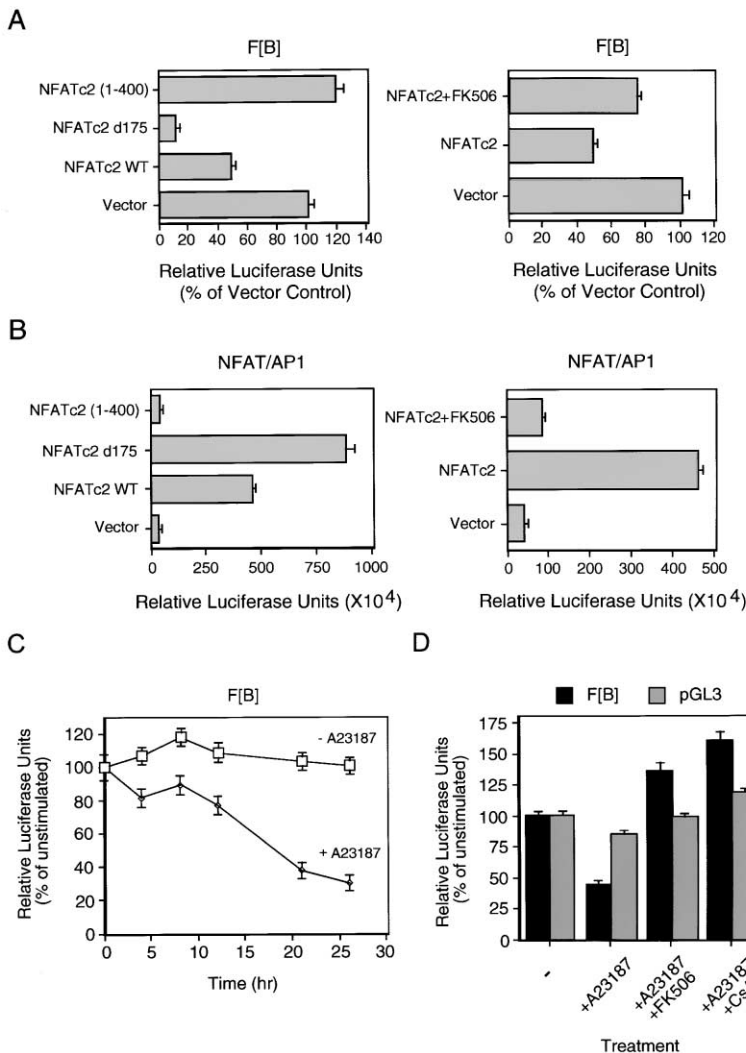 A
F[B]
NFATc2 (1-400)
NFATc2 d175
NFATc2 WT
Vector
0 20 40 60 80 100 120 140
Relative Luciferase Units
(% of Vector Control)
F[B]
NFATc2+FK506
NFATc2
Vector
0 20 40 60 80 100 120
Relative Luciferase Units
(% of Vector Control)
B
NFAT/AP1
NFATc2 (1-400)
NFATc2 d175
NFATc2 WT
Vector
0 250 500 750 1000
Relative Luciferase Units (X10⁴)
NFAT/AP1
NFATc2+FK506
NFATc2
Vector
0 100 200 300 400 500
Relative Luciferase Units (X10⁴)
C
F[B]
Relative Luciferase Units
(% of unstimulated)
120
100
80
60
40
20
0
- A23187
+ A23187
0 5 10 15 20 25 30
Time (hr)
D
F[B] pGL3
Relative Luciferase Units
(% of unstimulated)
175
150
125
100
75
50
25
0
-
+A23187
+A23187
+FK506
+A23187
Treatment